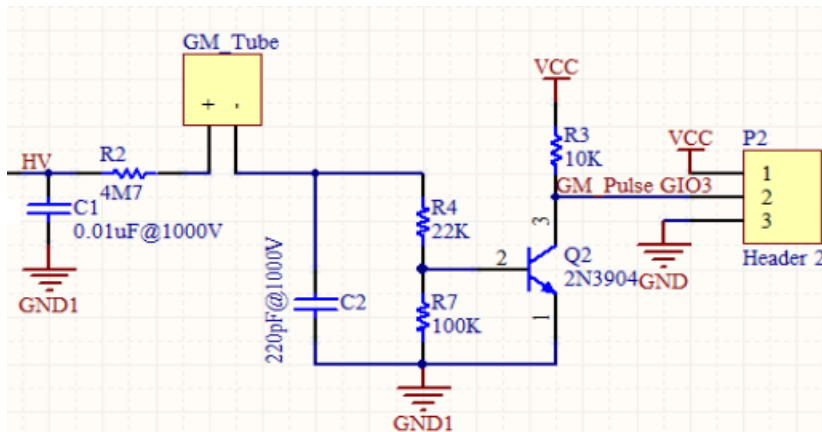 GM_Tube
+ -
VCC
HV
R2
4M7
C1
0.01uF@1000V
GND1
R4
22K
R7
100K
220pF@1000V
C2
GND1
R3
10K
GM_Pulse GIO3
3
2
1
Q2
2N3904
VCC
P2
1
2
3
GND
Header 2